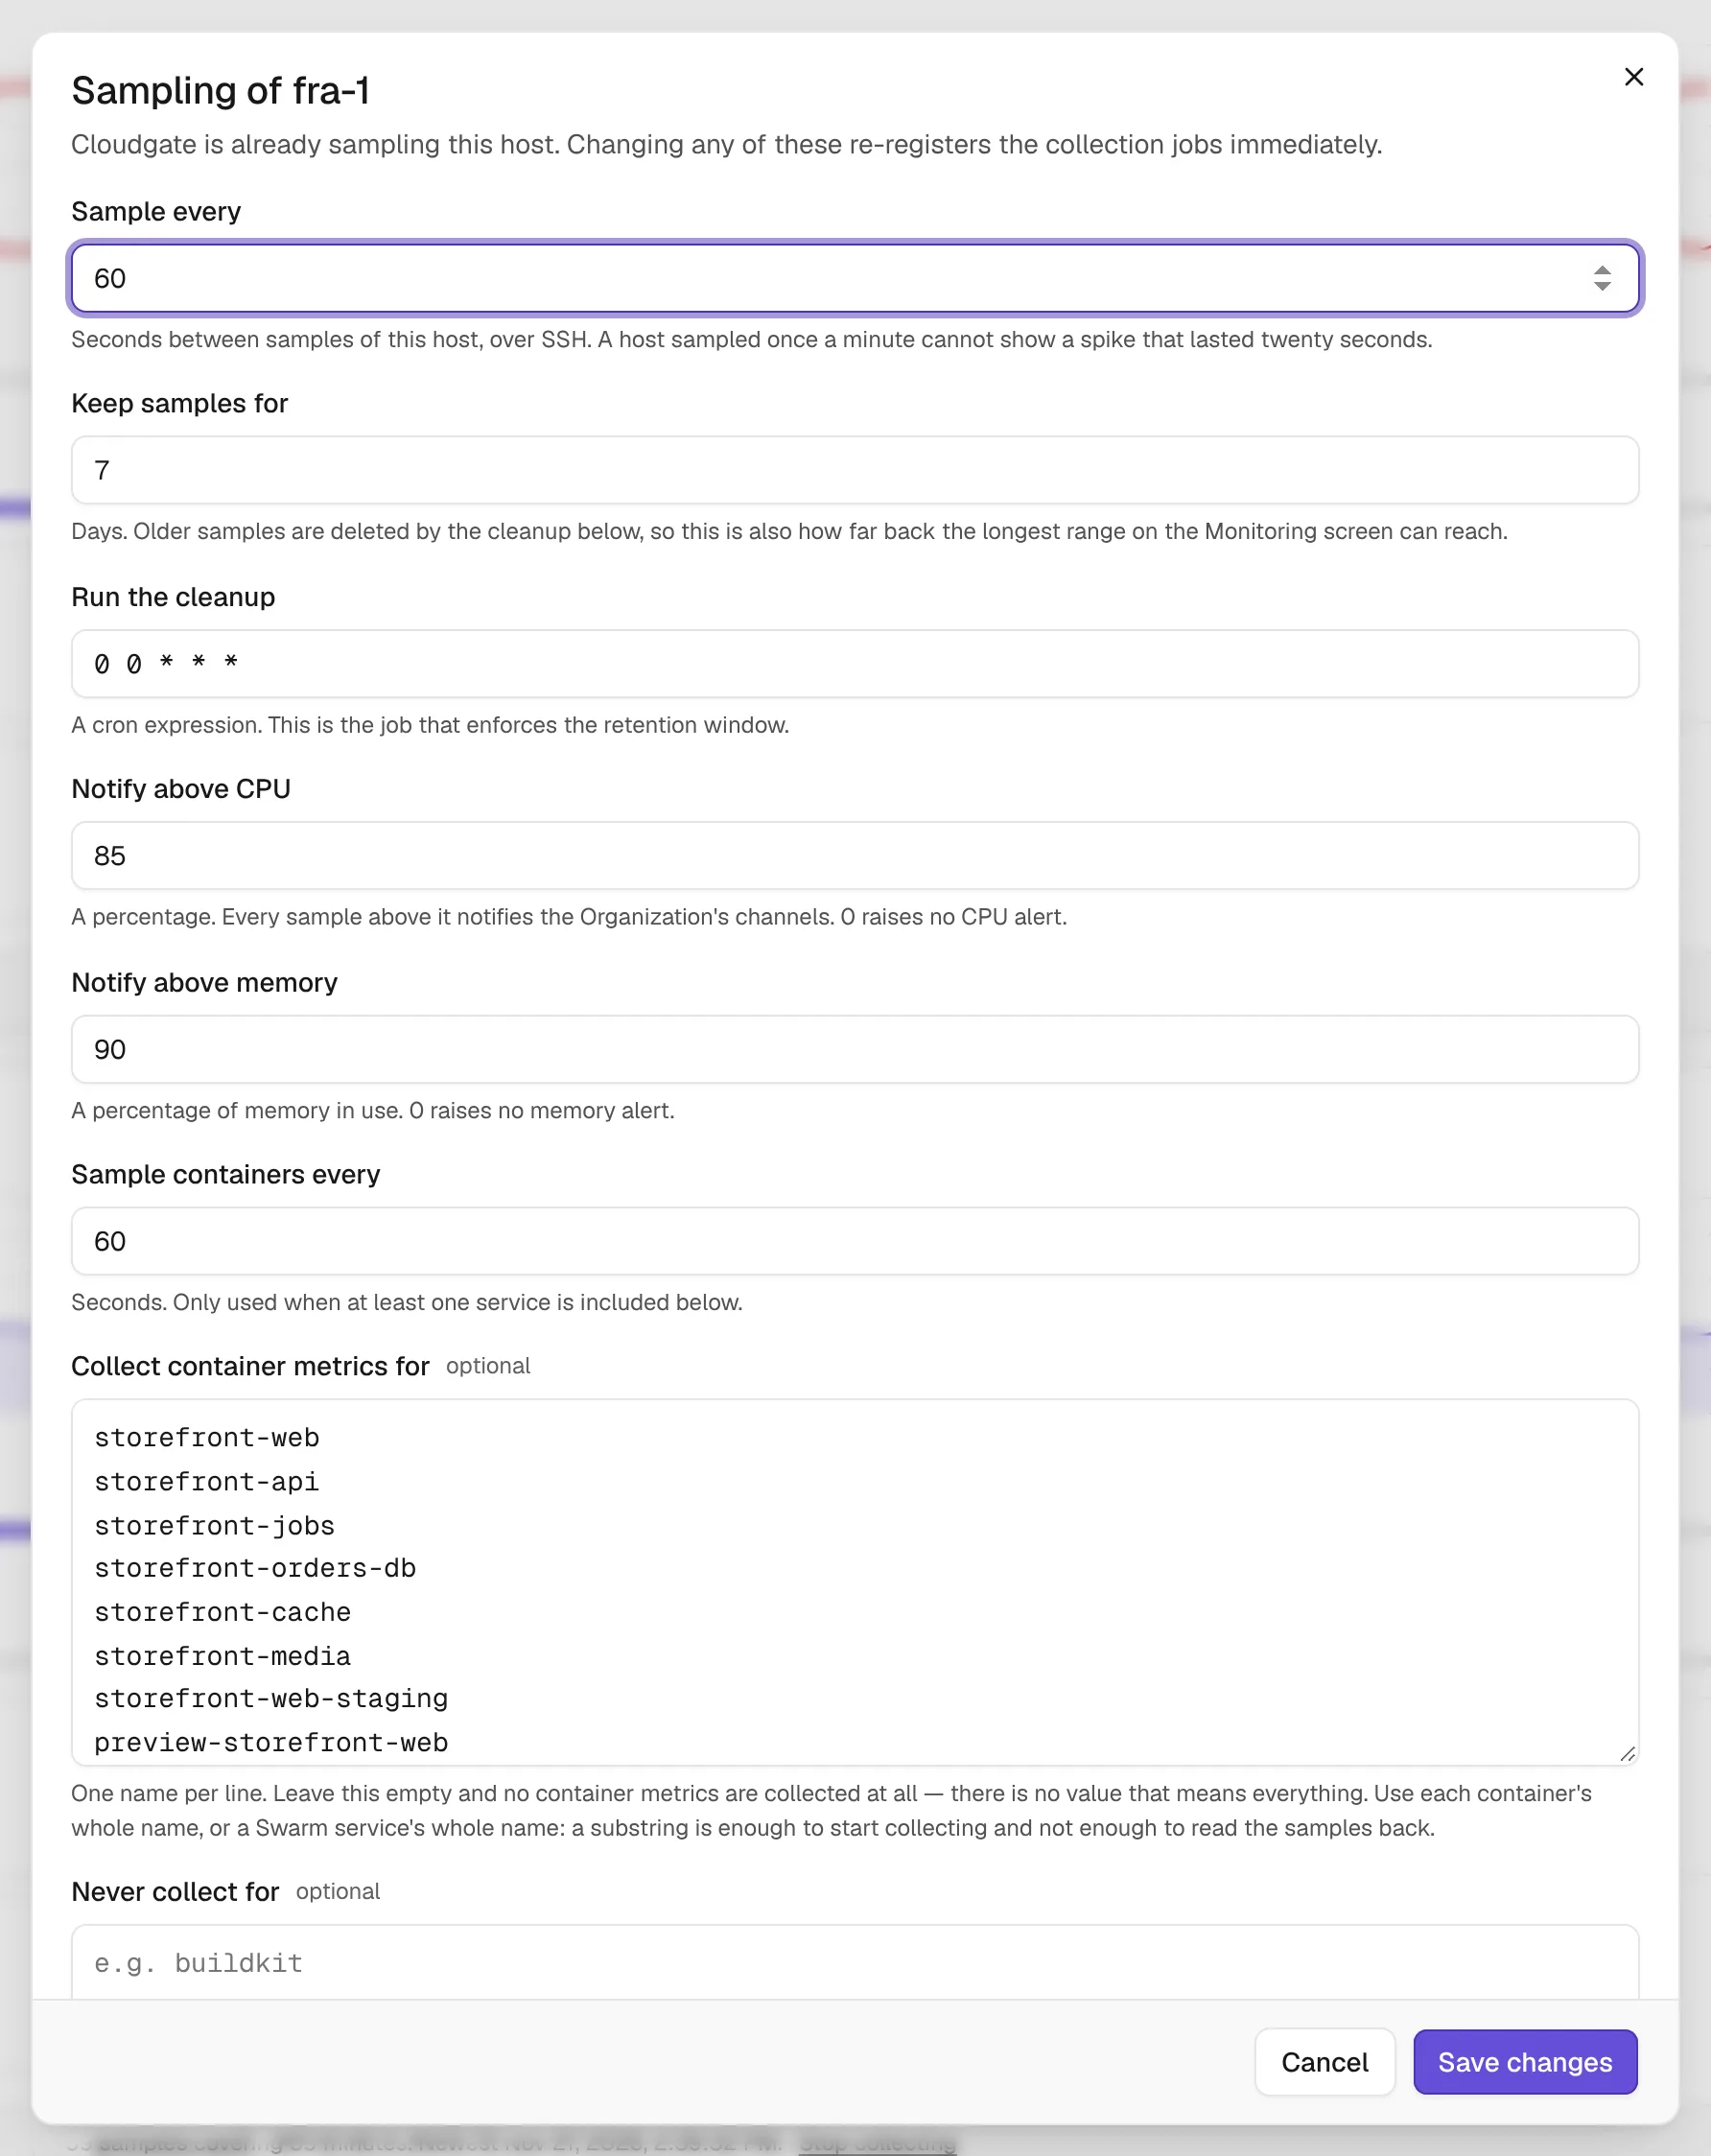 Sampling of fra-1
Cloudgate is already sampling this host. Changing any of these re-registers the collection jobs immediately.
Sample every
60
Seconds between samples of this host, over SSH. A host sampled once a minute cannot show a spike that lasted twenty seconds.
Keep samples for
7
Days. Older samples are deleted by the cleanup below, so this is also how far back the longest range on the Monitoring screen can reach.
Run the cleanup
0 0 * * *
A cron expression. This is the job that enforces the retention window.
Notify above CPU
85
A percentage. Every sample above it notifies the Organization's channels. 0 raises no CPU alert.
Notify above memory
90
A percentage of memory in use. 0 raises no memory alert.
Sample containers every
60
Seconds. Only used when at least one service is included below.
Collect container metrics for optional
storefront-web
storefront-api
storefront-jobs
storefront-orders-db
storefront-cache
storefront-media
storefront-web-staging
preview-storefront-web
One name per line. Leave this empty and no container metrics are collected at all — there is no value that means everything. Use each container's
whole name, or a Swarm service's whole name: a substring is enough to start collecting and not enough to read the samples back.
Never collect for optional
e.g. buildkit
Cancel
Save changes